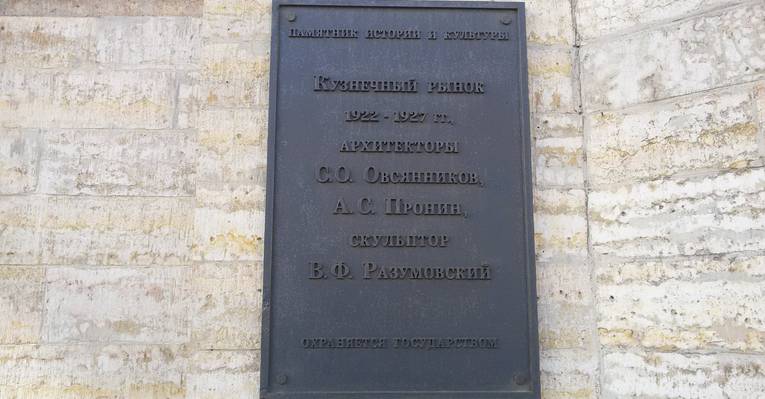 Памятник истории и культуры
Кузнечный рынок
1922 - 1927 гг.,
архитекторы
С.О. Овсянников,
А.С. Пронин,
скульптор
В.Ф. Разумовский
охраняется государством